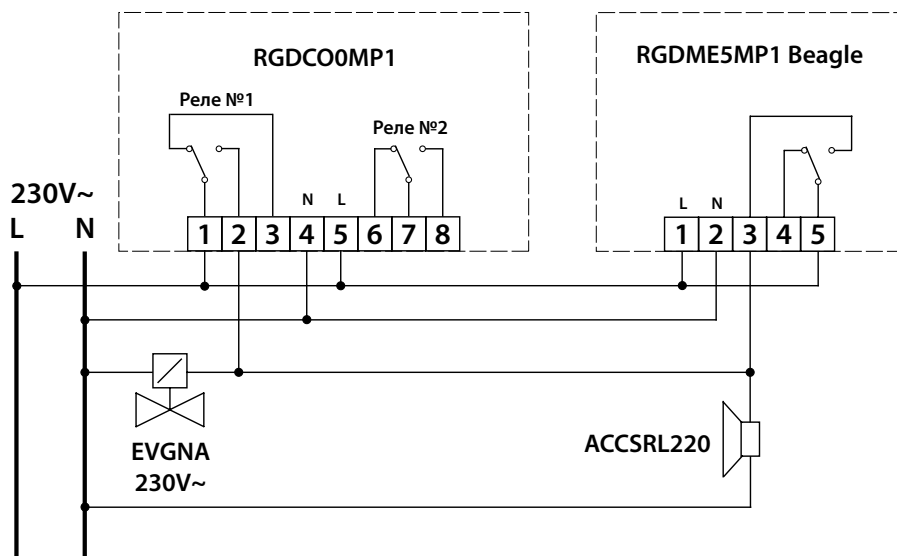 RGDCO0MP1
RGDME5MP1 Beagle
Реле №1
Реле №2
230V~
L N
N L
1 2 3 4 5 6 7 8
L N
1 2 3 4 5
EVGNA
230V~
ACCSRL220